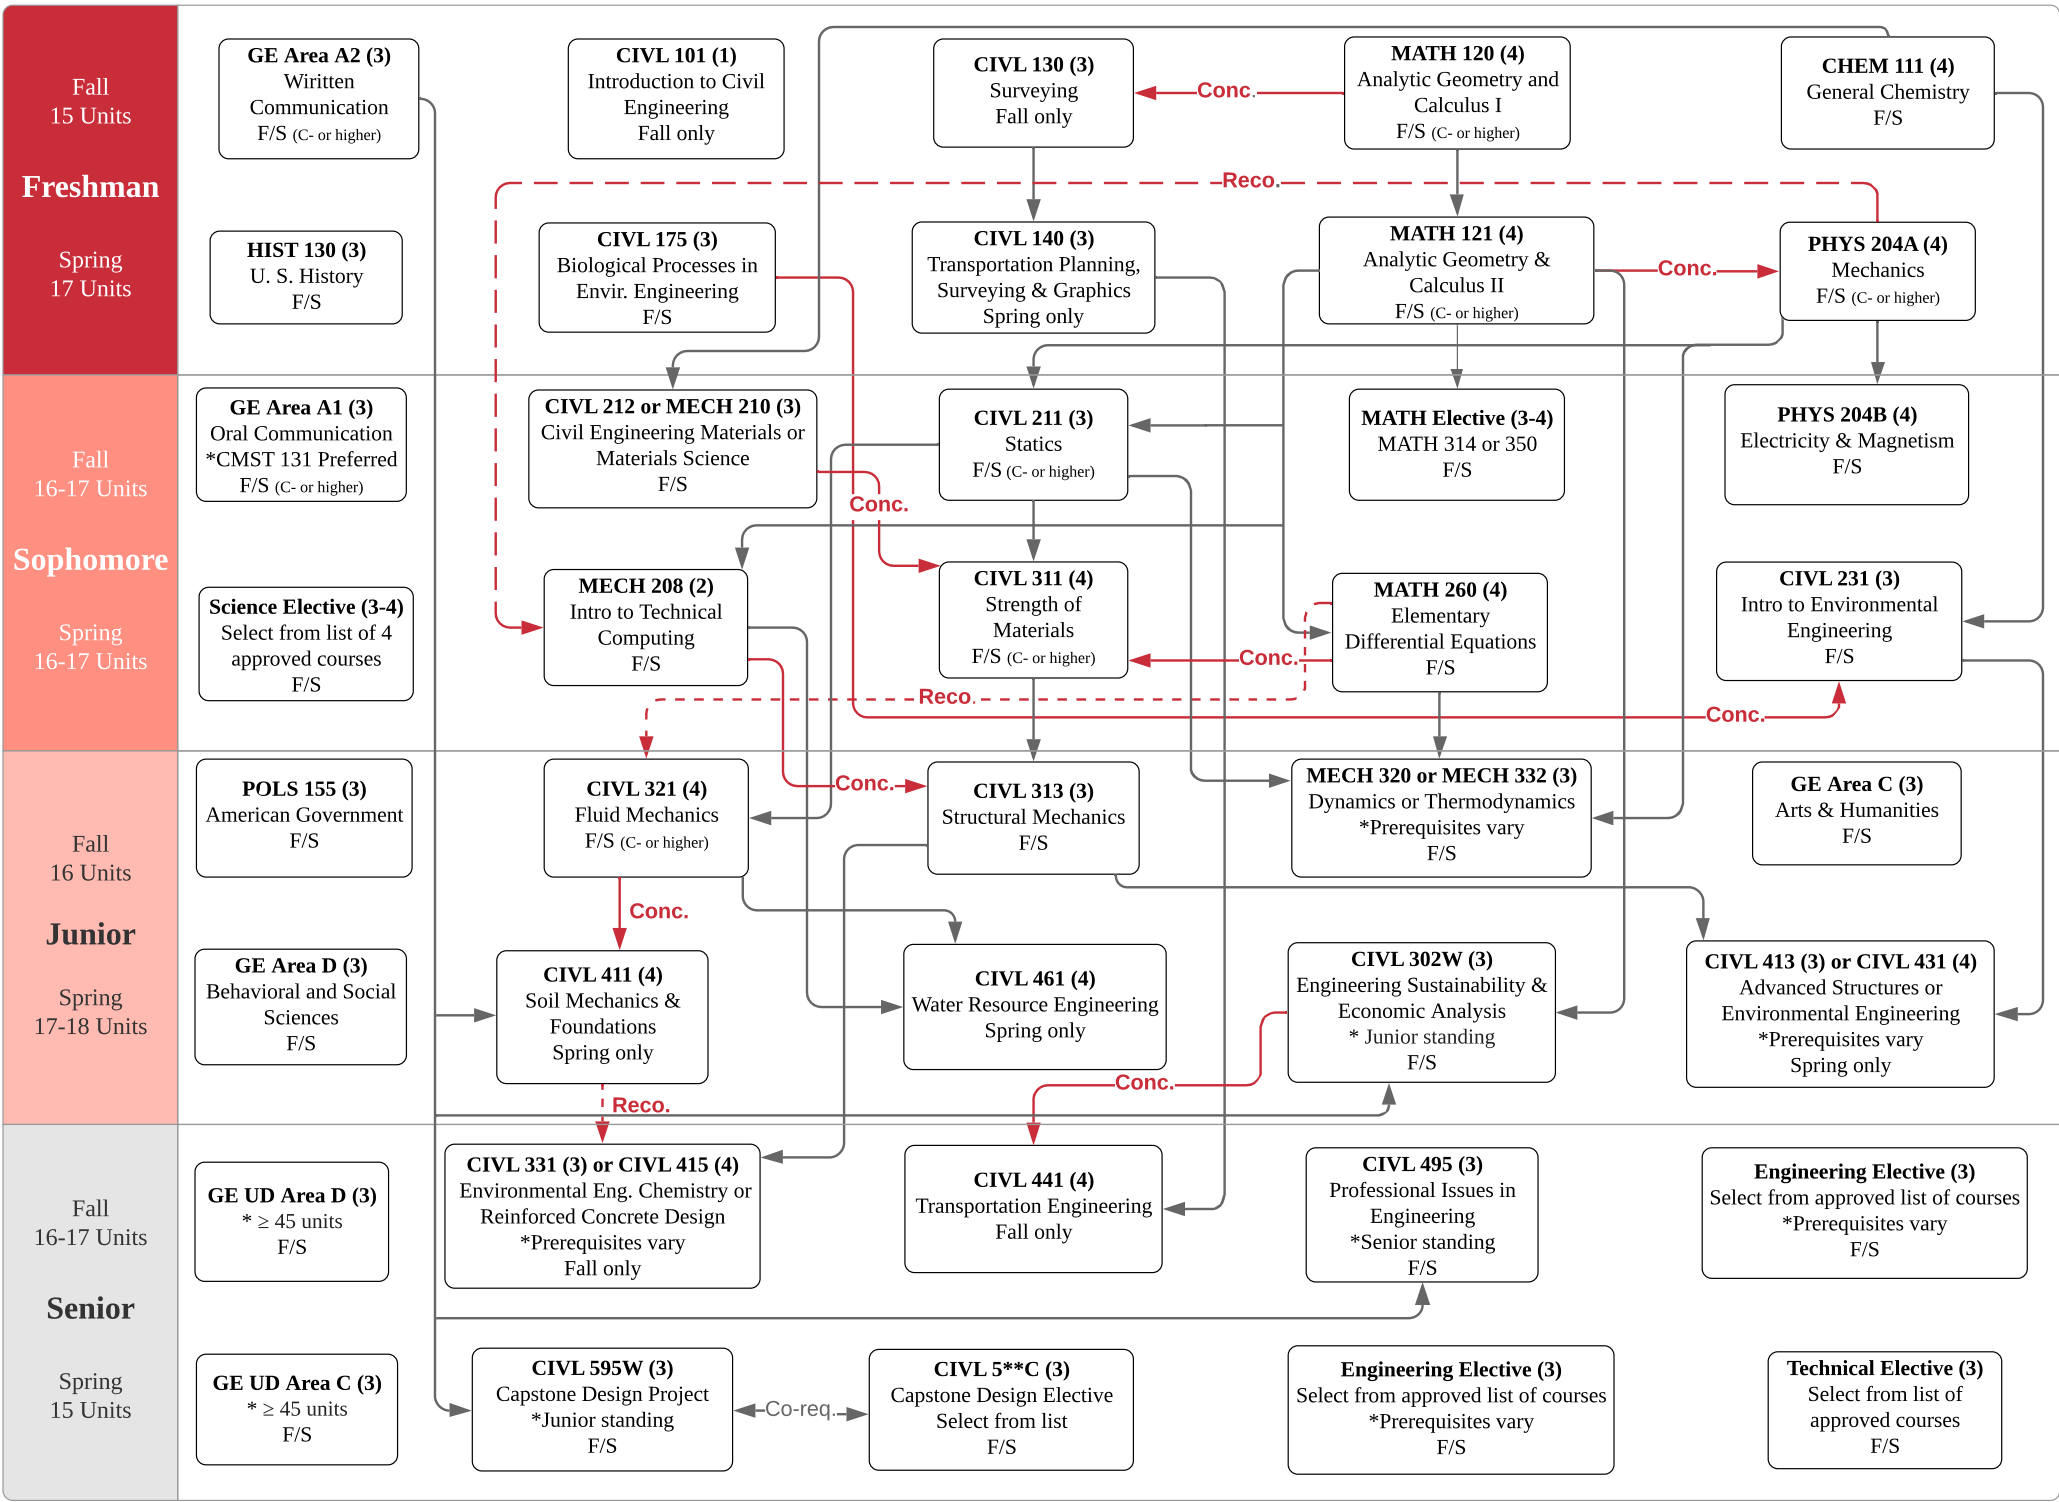 Fall
15 Units
Freshman
Spring
17 Units
GE Area A2 (3)
Wiritten
Communication
F/S (C- or higher)
CIVL 101 (1)
Introduction to Civil
Engineering
Fall only
CIVL 130 (3)
Surveying
Fall only
Conc.
MATH 120 (4)
Analytic Geometry and
Calculus I
F/S (C- or higher)
CHEM 111 (4)
General Chemistry
F/S
Reco.
HIST 130 (3)
U. S. History
F/S
CIVL 175 (3)
Biological Processes in
Envir. Engineering
F/S
CIVL 140 (3)
Transportation Planning,
Surveying & Graphics
Spring only
MATH 121 (4)
Analytic Geometry &
Calculus II
F/S (C- or higher)
Conc.
PHYS 204A (4)
Mechanics
F/S (C- or higher)
Fall
16-17 Units
Sophomore
Spring
16-17 Units
GE Area A1 (3)
Oral Communication
*CMST 131 Preferred
F/S (C- or higher)
CIVL 212 or MECH 210 (3)
Civil Engineering Materials or
Materials Science
F/S
Conc.
CIVL 211 (3)
Statics
F/S (C- or higher)
MATH Elective (3-4)
MATH 314 or 350
F/S
PHYS 204B (4)
Electricity & Magnetism
F/S
Science Elective (3-4)
Select from list of 4
approved courses
F/S
MECH 208 (2)
Intro to Technical
Computing
F/S
CIVL 311 (4)
Strength of
Materials
F/S (C- or higher)
Conc.
MATH 260 (4)
Elementary
Differential Equations
F/S
CIVL 231 (3)
Intro to Environmental
Engineering
F/S
Reco.
Conc.
Fall
16 Units
Junior
Spring
17-18 Units
POLS 155 (3)
American Government
F/S
CIVL 321 (4)
Fluid Mechanics
F/S (C- or higher)
Conc.
CIVL 313 (3)
Structural Mechanics
F/S
MECH 320 or MECH 332 (3)
Dynamics or Thermodynamics
*Prerequisites vary
F/S
GE Area C (3)
Arts & Humanities
F/S
Conc.
GE Area D (3)
Behavioral and Social
Sciences
F/S
CIVL 411 (4)
Soil Mechanics &
Foundations
Spring only
CIVL 461 (4)
Water Resource Engineering
Spring only
CIVL 302W (3)
Engineering Sustainability &
Economic Analysis
* Junior standing
F/S
CIVL 413 (3) or CIVL 431 (4)
Advanced Structures or
Environmental Engineering
*Prerequisites vary
Spring only
Conc.
Reco.
Fall
16-17 Units
Senior
Spring
15 Units
GE UD Area D (3)
* ≥ 45 units
F/S
CIVL 331 (3) or CIVL 415 (4)
Environmental Eng. Chemistry or
Reinforced Concrete Design
*Prerequisites vary
Fall only
CIVL 441 (4)
Transportation Engineering
Fall only
CIVL 495 (3)
Professional Issues in
Engineering
*Senior standing
F/S
Engineering Elective (3)
Select from approved list of courses
*Prerequisites vary
F/S
GE UD Area C (3)
* ≥ 45 units
F/S
CIVL 595W (3)
Capstone Design Project
*Junior standing
F/S
Co-req.
CIVL 5**C (3)
Capstone Design Elective
Select from list
F/S
Engineering Elective (3)
Select from approved list of courses
*Prerequisites vary
F/S
Technical Elective (3)
Select from list of
approved courses
F/S